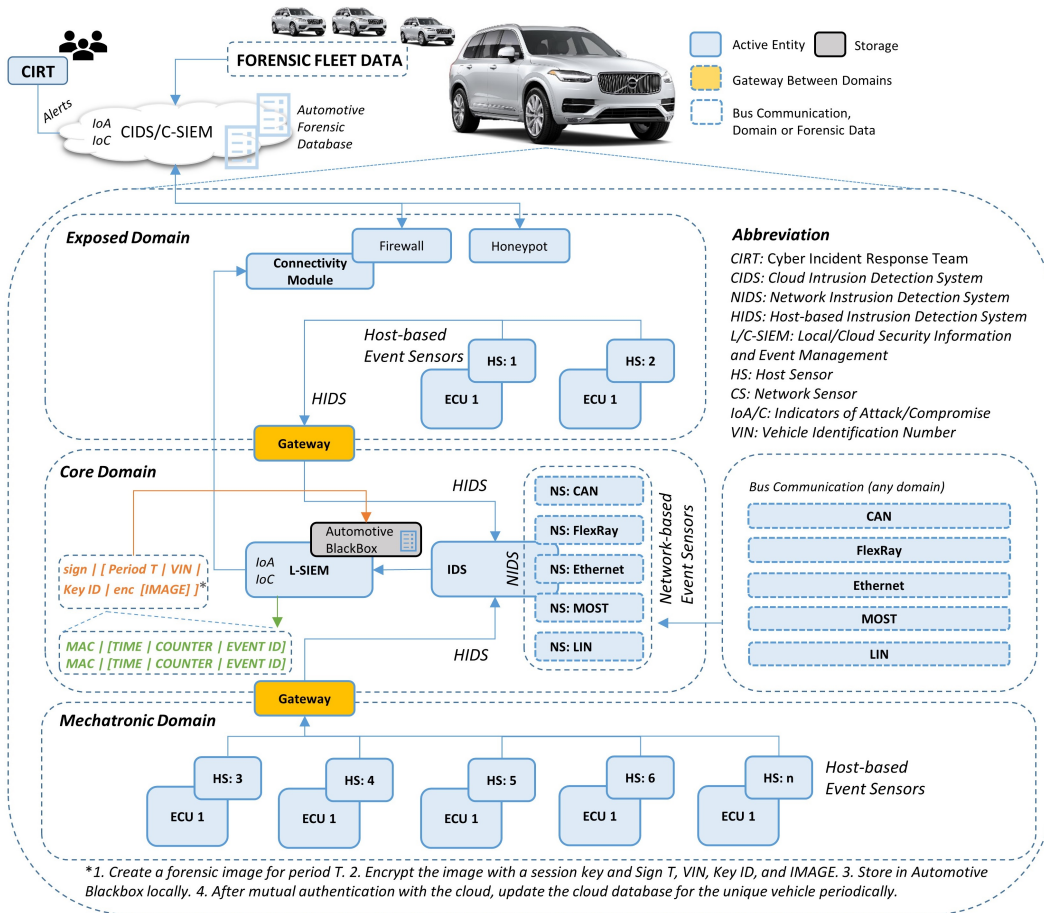 CIRT
Alerts
IoA
IoC
CIDS/C-SIEM
FORENSIC FLEET DATA
Automotive
Forensic
Database
Active Entity
Storage
Gateway Between Domains
Bus Communication,
Domain or Forensic Data
Exposed Domain
Firewall
Honeypot
Connectivity
Module
Host-based
Event Sensors
HS: 1
ECU 1
HS: 2
ECU 1
HIDS
Gateway
Abbreviation
CIRT: Cyber Incident Response Team
CIDS: Cloud Intrusion Detection System
NIDS: Network Instrusion Detection System
HIDS: Host-based Instrusion Detection System
L/C-SIEM: Local/Cloud Security Information
and Event Management
HS: Host Sensor
CS: Network Sensor
IoA/C: Indicators of Attack/Compromise
VIN: Vehicle Identification Number
Core Domain
HIDS
Automotive
BlackBox
IoA
IoC
L-SIEM
IDS
NIDS
NS: CAN
NS: FlexRay
NS: Ethernet
NS: MOST
NS: LIN
Network-based
Event Sensors
sign | [ Period T | VIN |
Key ID | enc [IMAGE] ]*
MAC | [TIME | COUNTER | EVENT ID]
MAC | [TIME | COUNTER | EVENT ID]
HIDS
Bus Communication (any domain)
CAN
FlexRay
Ethernet
MOST
LIN
Gateway
Mechatronic Domain
HS: 3
ECU 1
HS: 4
ECU 1
HS: 5
ECU 1
HS: 6
ECU 1
HS: n
ECU 1
Host-based
Event Sensors
*1. Create a forensic image for period T. 2. Encrypt the image with a session key and Sign T, VIN, Key ID, and IMAGE. 3. Store in Automotive
Blackbox locally. 4. After mutual authentication with the cloud, update the cloud database for the unique vehicle periodically.